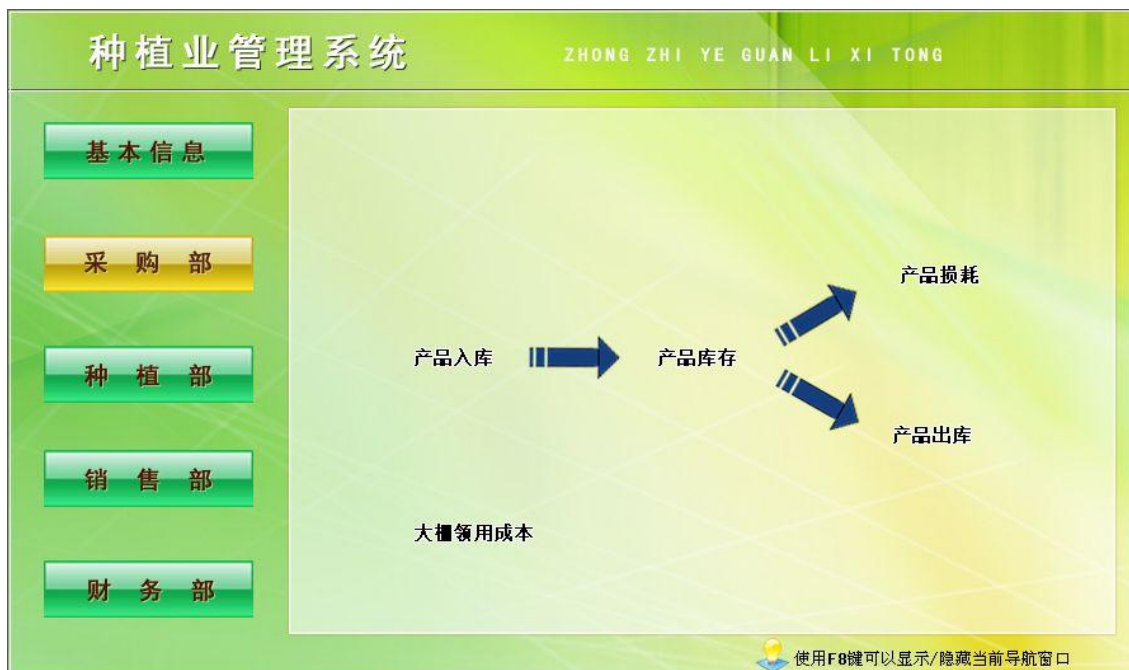 种植业管理系统 ZHONG ZHI YE GUAN LI XI TONG
基本信息
采购部
种植部
销售部
财务部
产品入库
产品库存
产品损耗
产品出库
大棚领用成本
使用F8键可以显示/隐藏当前导航窗口